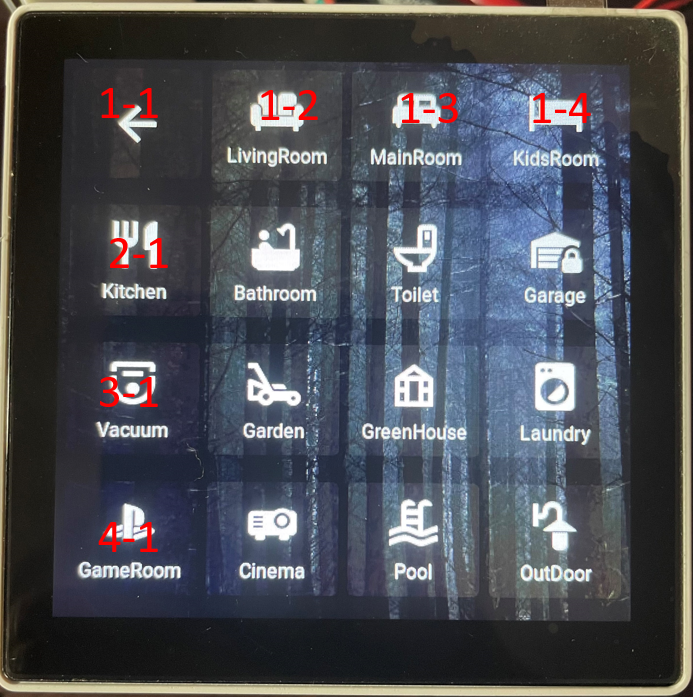 1-1 1-2 1-3 1-4
LivingRoom MainRoom KidsRoom
2-1
Kitchen Bathroom Toilet Garage
3-1
Vacuum Garden GreenHouse Laundry
4-1
GameRoom Cinema Pool OutDoor